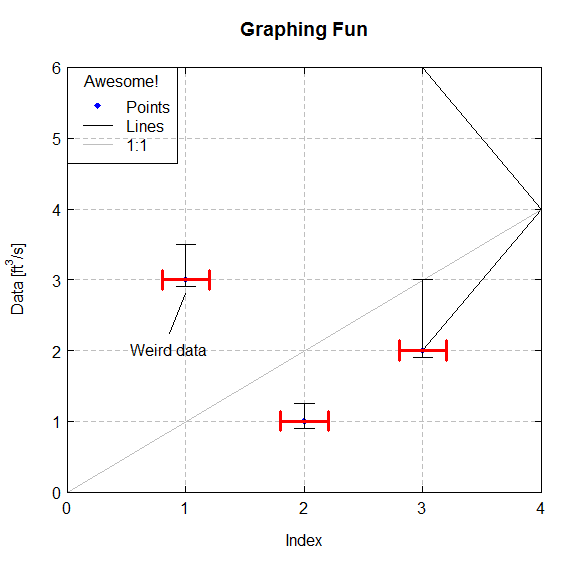 Graphing Fun
6
Awesome!
Points
Lines
1:1
5
4
3
Weird data
2
1
0
Data [ft³/s]
0 1 2 3 4
Index